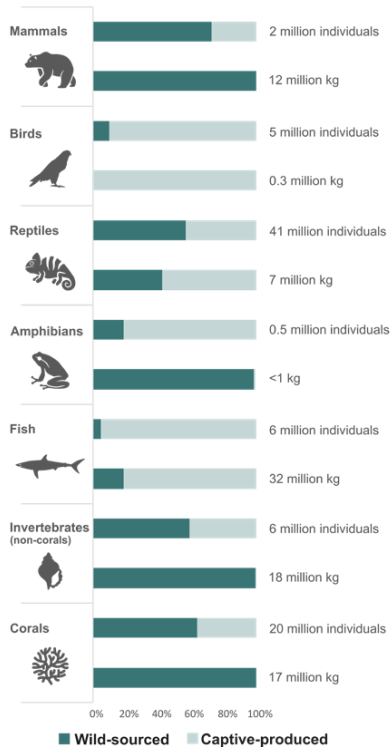 Mammals
2 million individuals
12 million kg
Birds
5 million individuals
0.3 million kg
Reptiles
41 million individuals
7 million kg
Amphibians
0.5 million individuals
<1 kg
Fish
6 million individuals
32 million kg
Invertebrates
(non-corals)
6 million individuals
18 million kg
Corals
20 million individuals
17 million kg
0% 20% 40% 60% 80% 100%
Wild-sourced Captive-produced